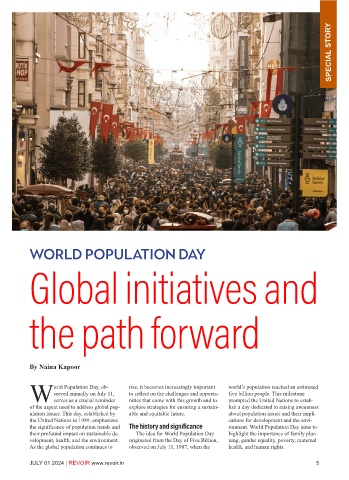 SPECIAL STORY
WORLD POPULATION DAY
Global initiatives and
the path forward
By Naina Kapoor
World Population Day, ob-
served annually on July 11,
serves as a crucial reminder
of the urgent need to address global pop-
ulation issues. This day, established by
the United Nations in 1989, emphasizes
the significance of population trends and
their profound impact on sustainable de-
velopment, health, and the environment.
As the global population continues to
rise, it becomes increasingly important
to reflect on the challenges and opportu-
nities that come with this growth and to
explore strategies for ensuring a sustain-
able and equitable future.
The history and significance
The idea for World Population Day
originated from the Day of Five Billion,
observed on July 11, 1987, when the
world's population reached an estimated
five billion people. This milestone
prompted the United Nations to estab-
lish a day dedicated to raising awareness
about population issues and their impli-
cations for development and the envi-
ronment. World Population Day aims to
highlight the importance of family plan-
ning, gender equality, poverty, maternal
health, and human rights.
JULY 01 2024 | REVOIR www.revoir.in
5